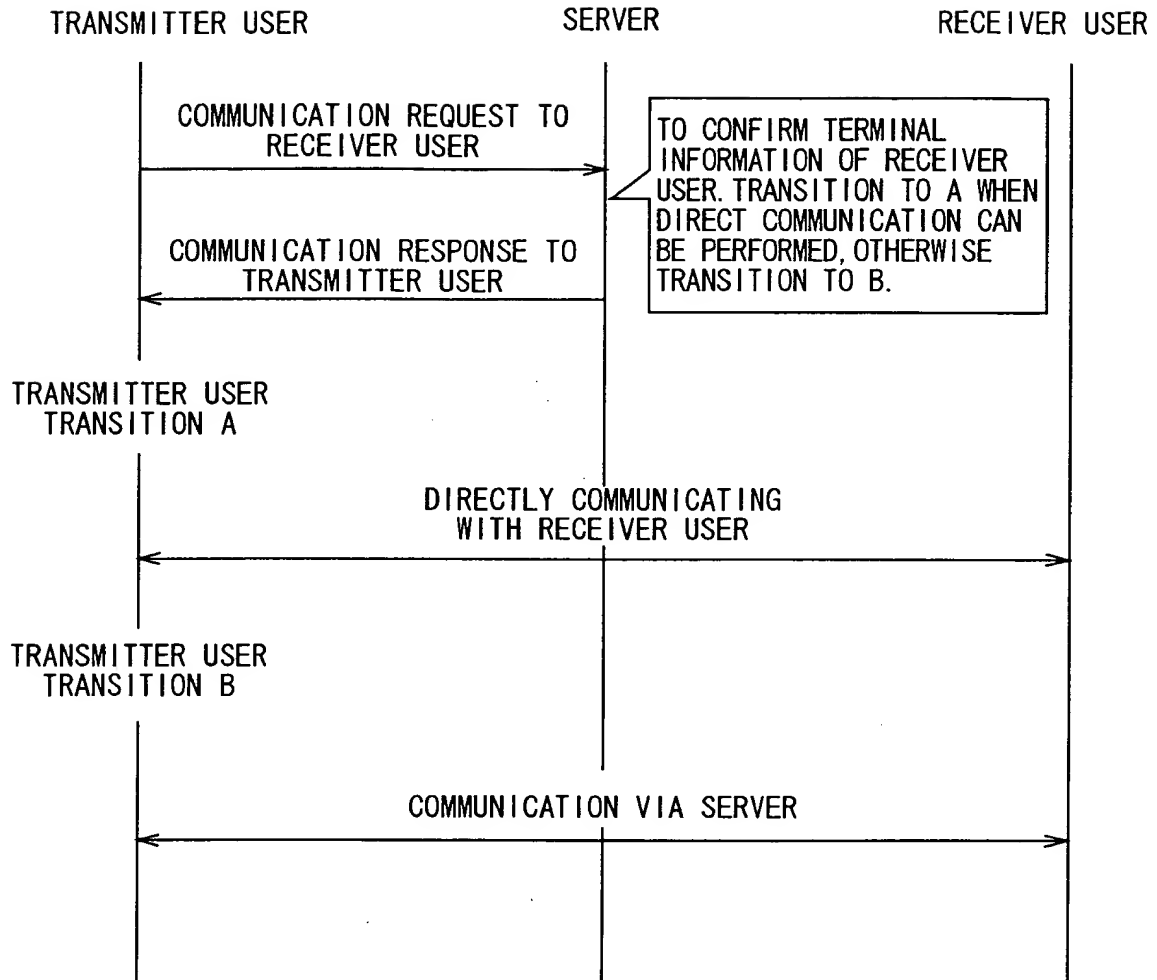 TRANSMITTER USER
SERVER
RECEIVER USER
COMMUNICATION REQUEST TO
RECEIVER USER
TO CONFIRM TERMINAL
INFORMATION OF RECEIVER
USER. TRANSITION TO A WHEN
DIRECT COMMUNICATION CAN
BE PERFORMED, OTHERWISE
TRANSITION TO B.
COMMUNICATION RESPONSE TO
TRANSMITTER USER
TRANSMITTER USER
TRANSITION A
DIRECTLY COMMUNICATING
WITH RECEIVER USER
TRANSMITTER USER
TRANSITION B
COMMUNICATION VIA SERVER